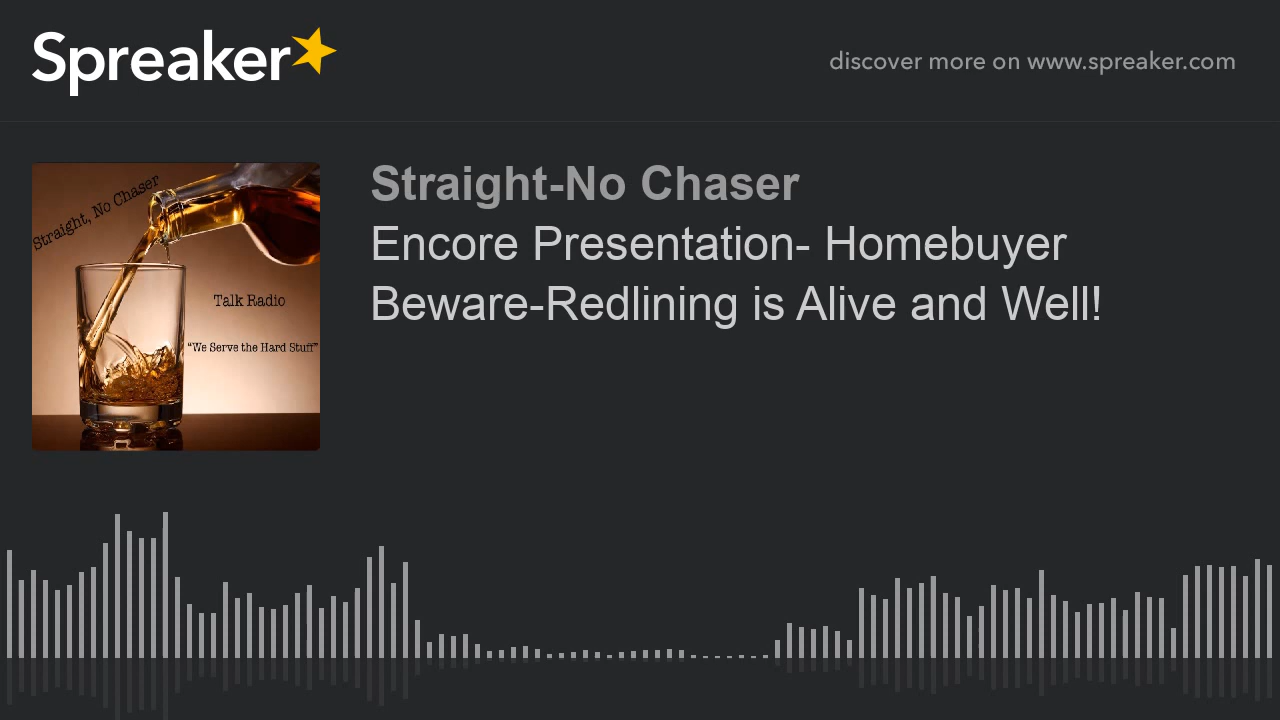 Spreaker
discover more on www.spreaker.com
Straight, No Chaser
Talk Radio
“We Serve the Hard Stuff”
Straight-No Chaser
Encore Presentation- Homebuyer
Beware-Redlining is Alive and Well!